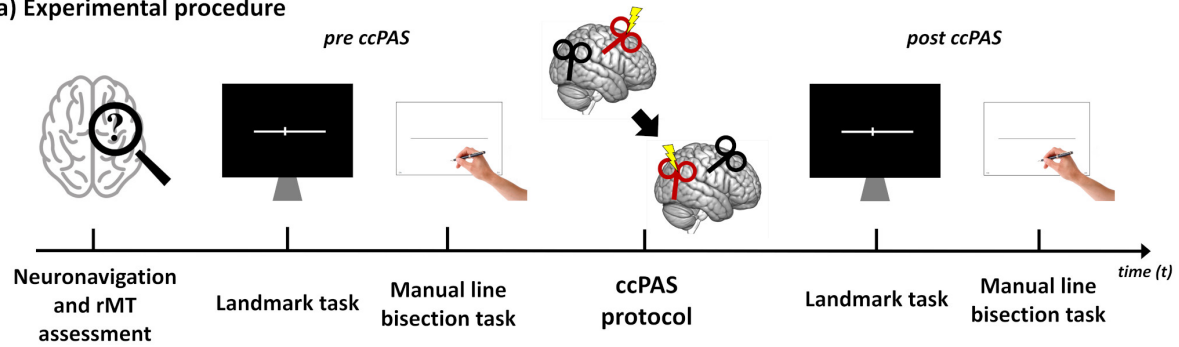 a) Experimental procedure
pre ccPAS
post ccPAS
?
Neuronavigation
and rMT
assessment
Landmark task
Manual line
bisection task
ccPAS
protocol
Landmark task
Manual line
bisection task
time (t)